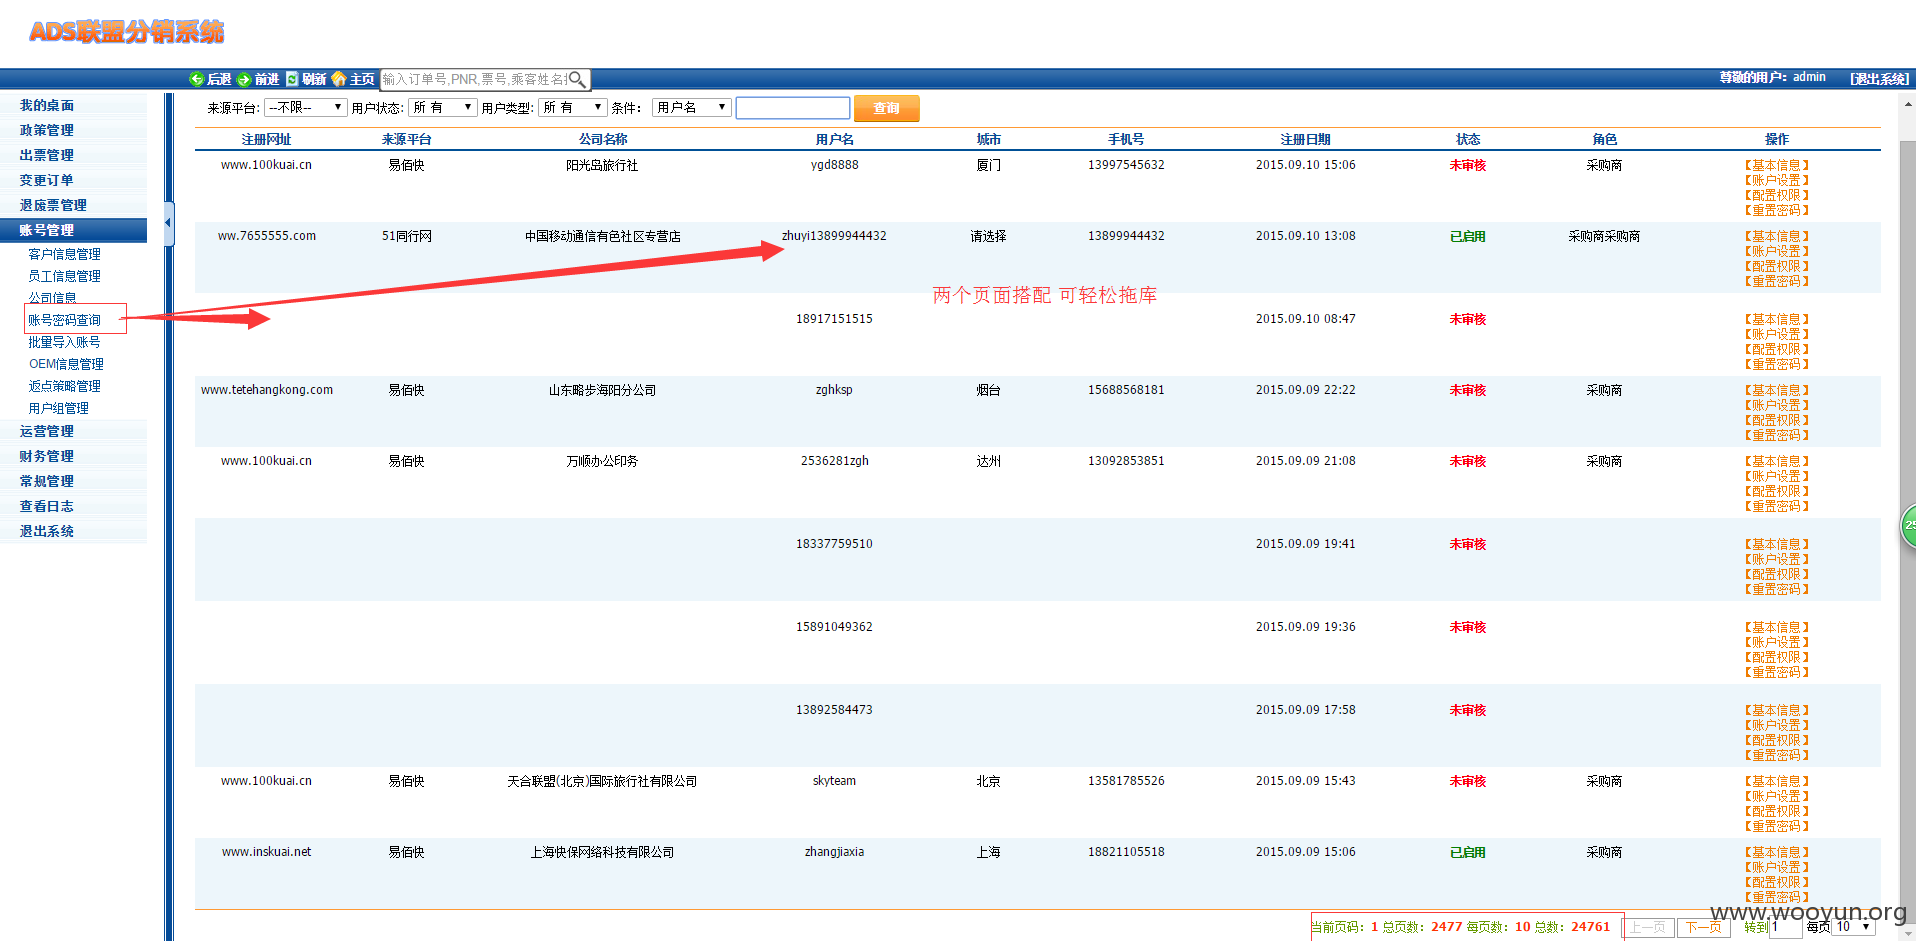 ADS联盟分销系统
后退 前进 刷新 主页 输入订单号,PNR,票号,乘客姓名拼 尊敬的用户: admin [退出系统]
我的桌面
政策管理
出票管理
变更订单
退废票管理
账号管理
客户信息管理
员工信息管理
公司信息
账号密码查询
批量导入账号
OEM信息管理
返点策略管理
用户组管理
运营管理
财务管理
常规管理
查看日志
退出系统
来源平台: --不限-- 用户状态: 所 有 用户类型: 所 有 条件: 用户名 查询
注册网址 来源平台 公司名称 用户名 城市 手机号 注册日期 状态 角色 操作
www.100kuai.cn 易佰快 阳光岛旅行社 ygd8888 厦门 13997545632 2015.09.10 15:06 未审核 采购商 【基本信息】
【账户设置】
【配置权限】
【重置密码】
ww.7655555.com 51同行网 中国移动通信有色社区专营店 zhuyi13899944432 请选择 13899944432 2015.09.10 13:08 已启用 采购商采购商 【基本信息】
【账户设置】
【配置权限】
【重置密码】
两个页面搭配 可轻松拖库
18917151515 2015.09.10 08:47 未审核 【基本信息】
【账户设置】
【配置权限】
【重置密码】
www.tetehangkong.com 易佰快 山东略步海阳分公司 zghksp 烟台 15688568181 2015.09.09 22:22 未审核 采购商 【基本信息】
【账户设置】
【配置权限】
【重置密码】
www.100kuai.cn 易佰快 万顺办公印务 2536281zgh 达州 13092853851 2015.09.09 21:08 未审核 采购商 【基本信息】
【账户设置】
【配置权限】
【重置密码】
18337759510 2015.09.09 19:41 未审核 【基本信息】
【账户设置】
【配置权限】
【重置密码】
15891049362 2015.09.09 19:36 未审核 【基本信息】
【账户设置】
【配置权限】
【重置密码】
13892584473 2015.09.09 17:58 未审核 【基本信息】
【账户设置】
【配置权限】
【重置密码】
www.100kuai.cn 易佰快 天合联盟(北京)国际旅行社有限公司 skyteam 北京 13581785526 2015.09.09 15:43 未审核 采购商 【基本信息】
【账户设置】
【配置权限】
【重置密码】
www.inskuai.net 易佰快 上海快保网络科技有限公司 zhangjiaxia 上海 18821105518 2015.09.09 15:06 已启用 采购商 【基本信息】
【账户设置】
【配置权限】
【重置密码】
当前页码: 1 总页数: 2477 每页数: 10 总数: 24761 上一页 下一页 转到 1 每页 10
www.wooyun.org